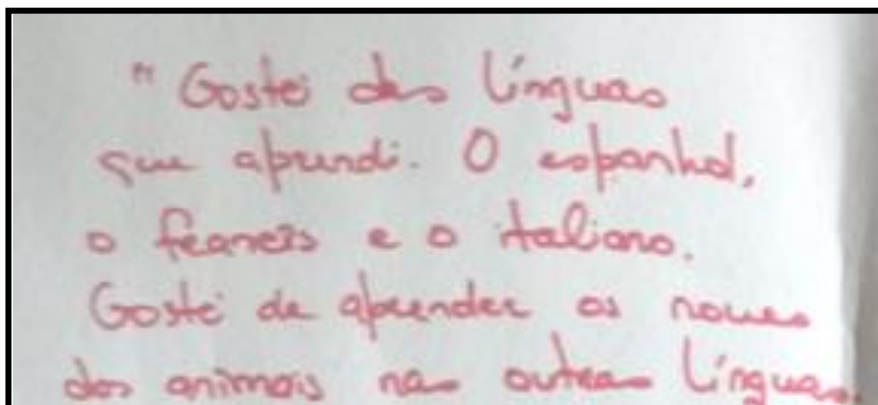 " Gostei das línguas
que aprendi. O espanhol,
o francês e o italiano.
Gostei de aprender os nomes
dos animais nas outras línguas.